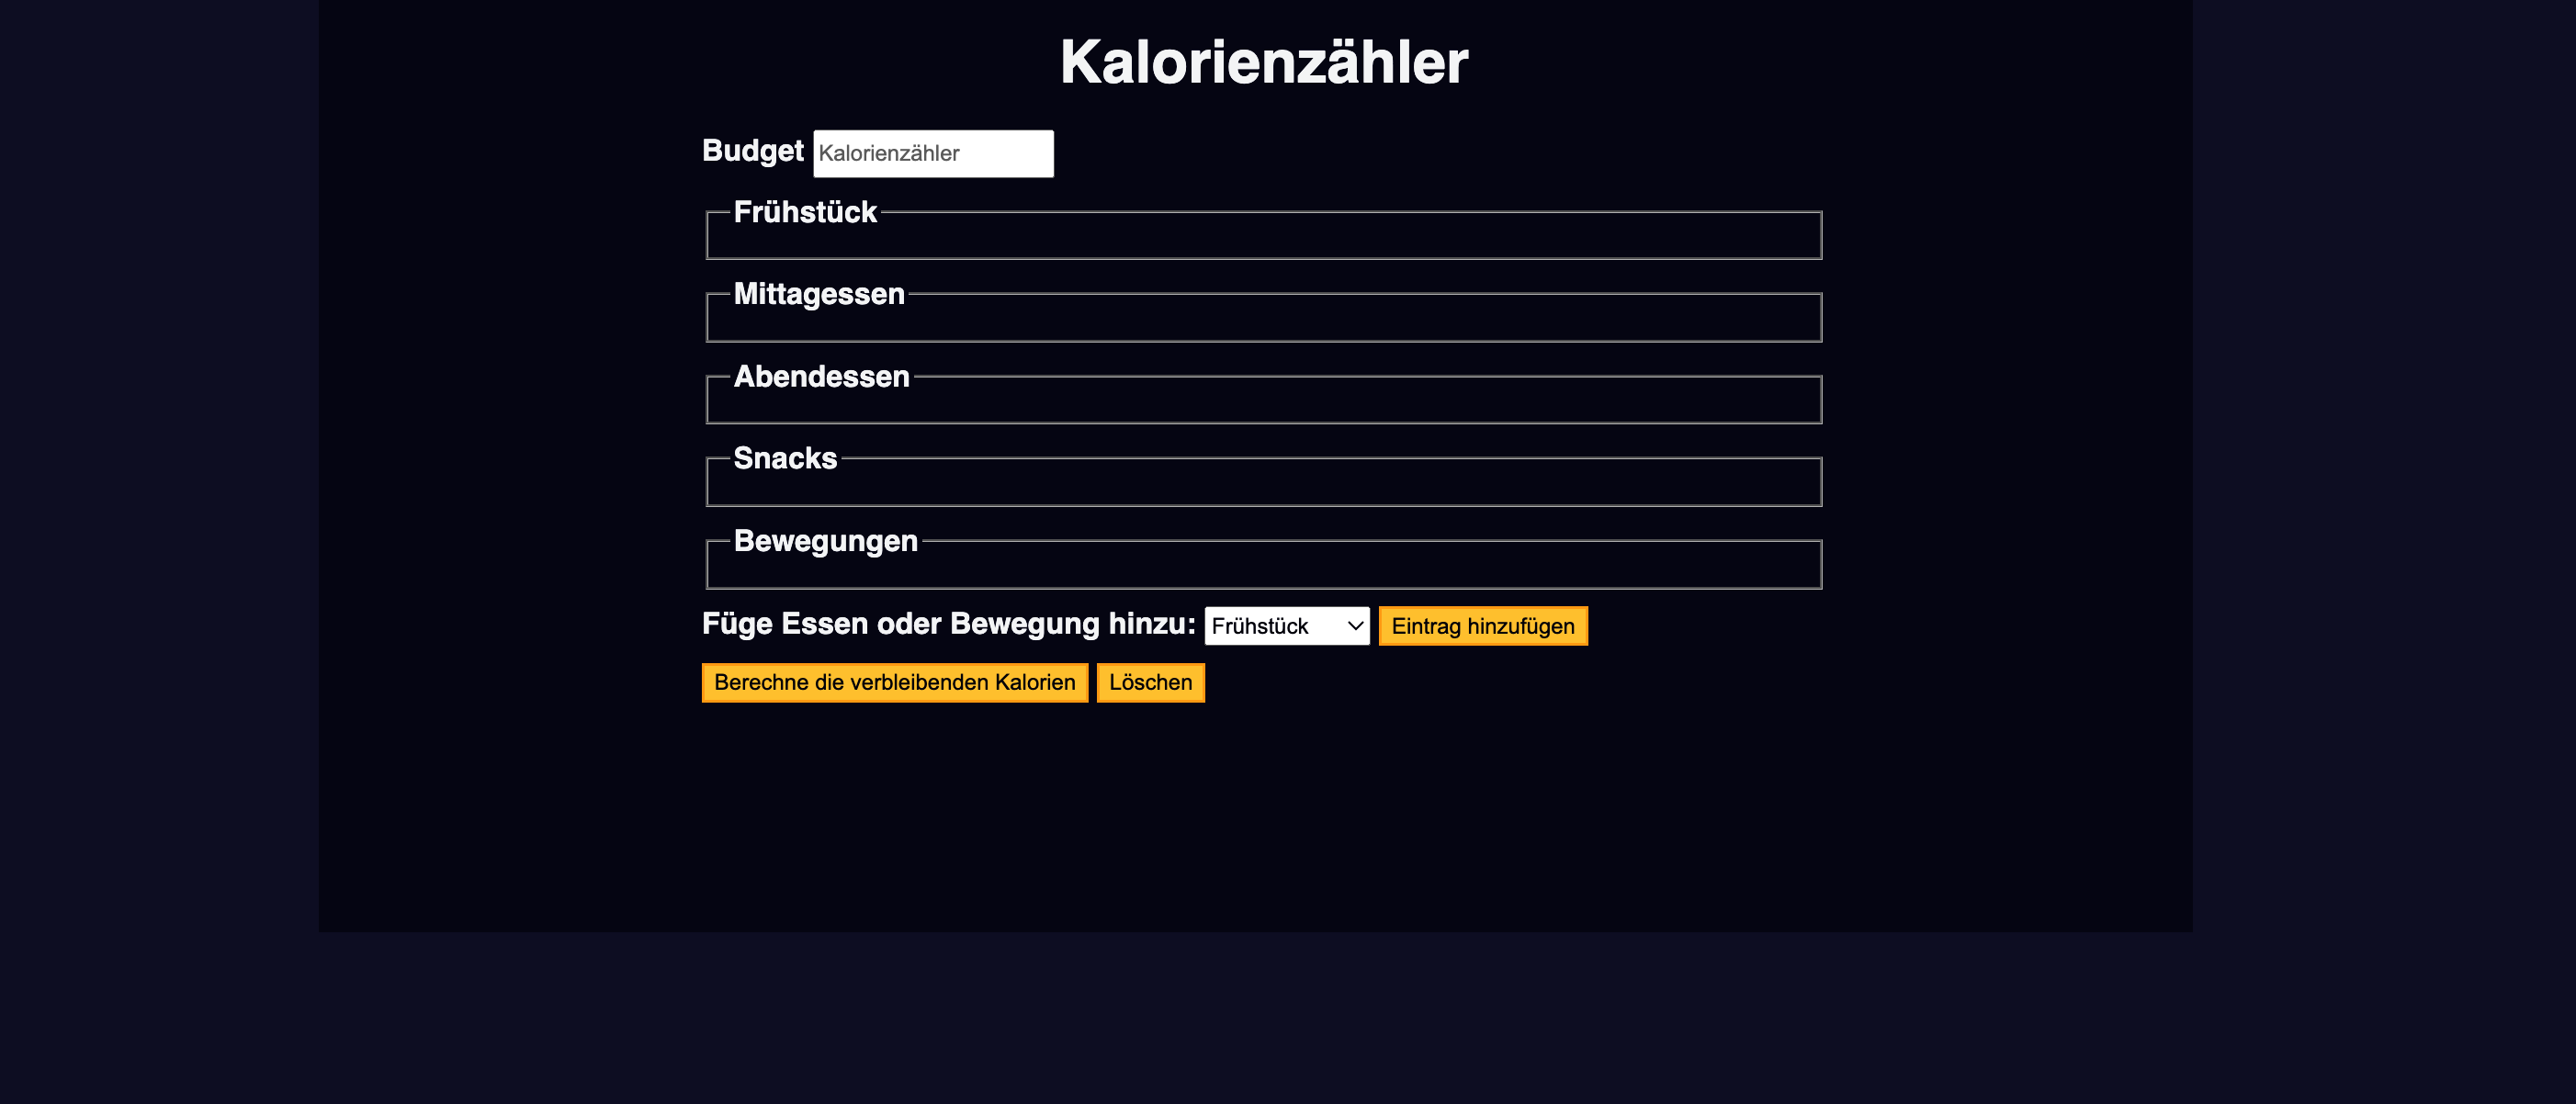 Kalorienzähler
Budget Kalorienzähler
Frühstück
Mittagessen
Abendessen
Snacks
Bewegungen
Füge Essen oder Bewegung hinzu: Frühstück Eintrag hinzufügen
Berechne die verbleibenden Kalorien Löschen